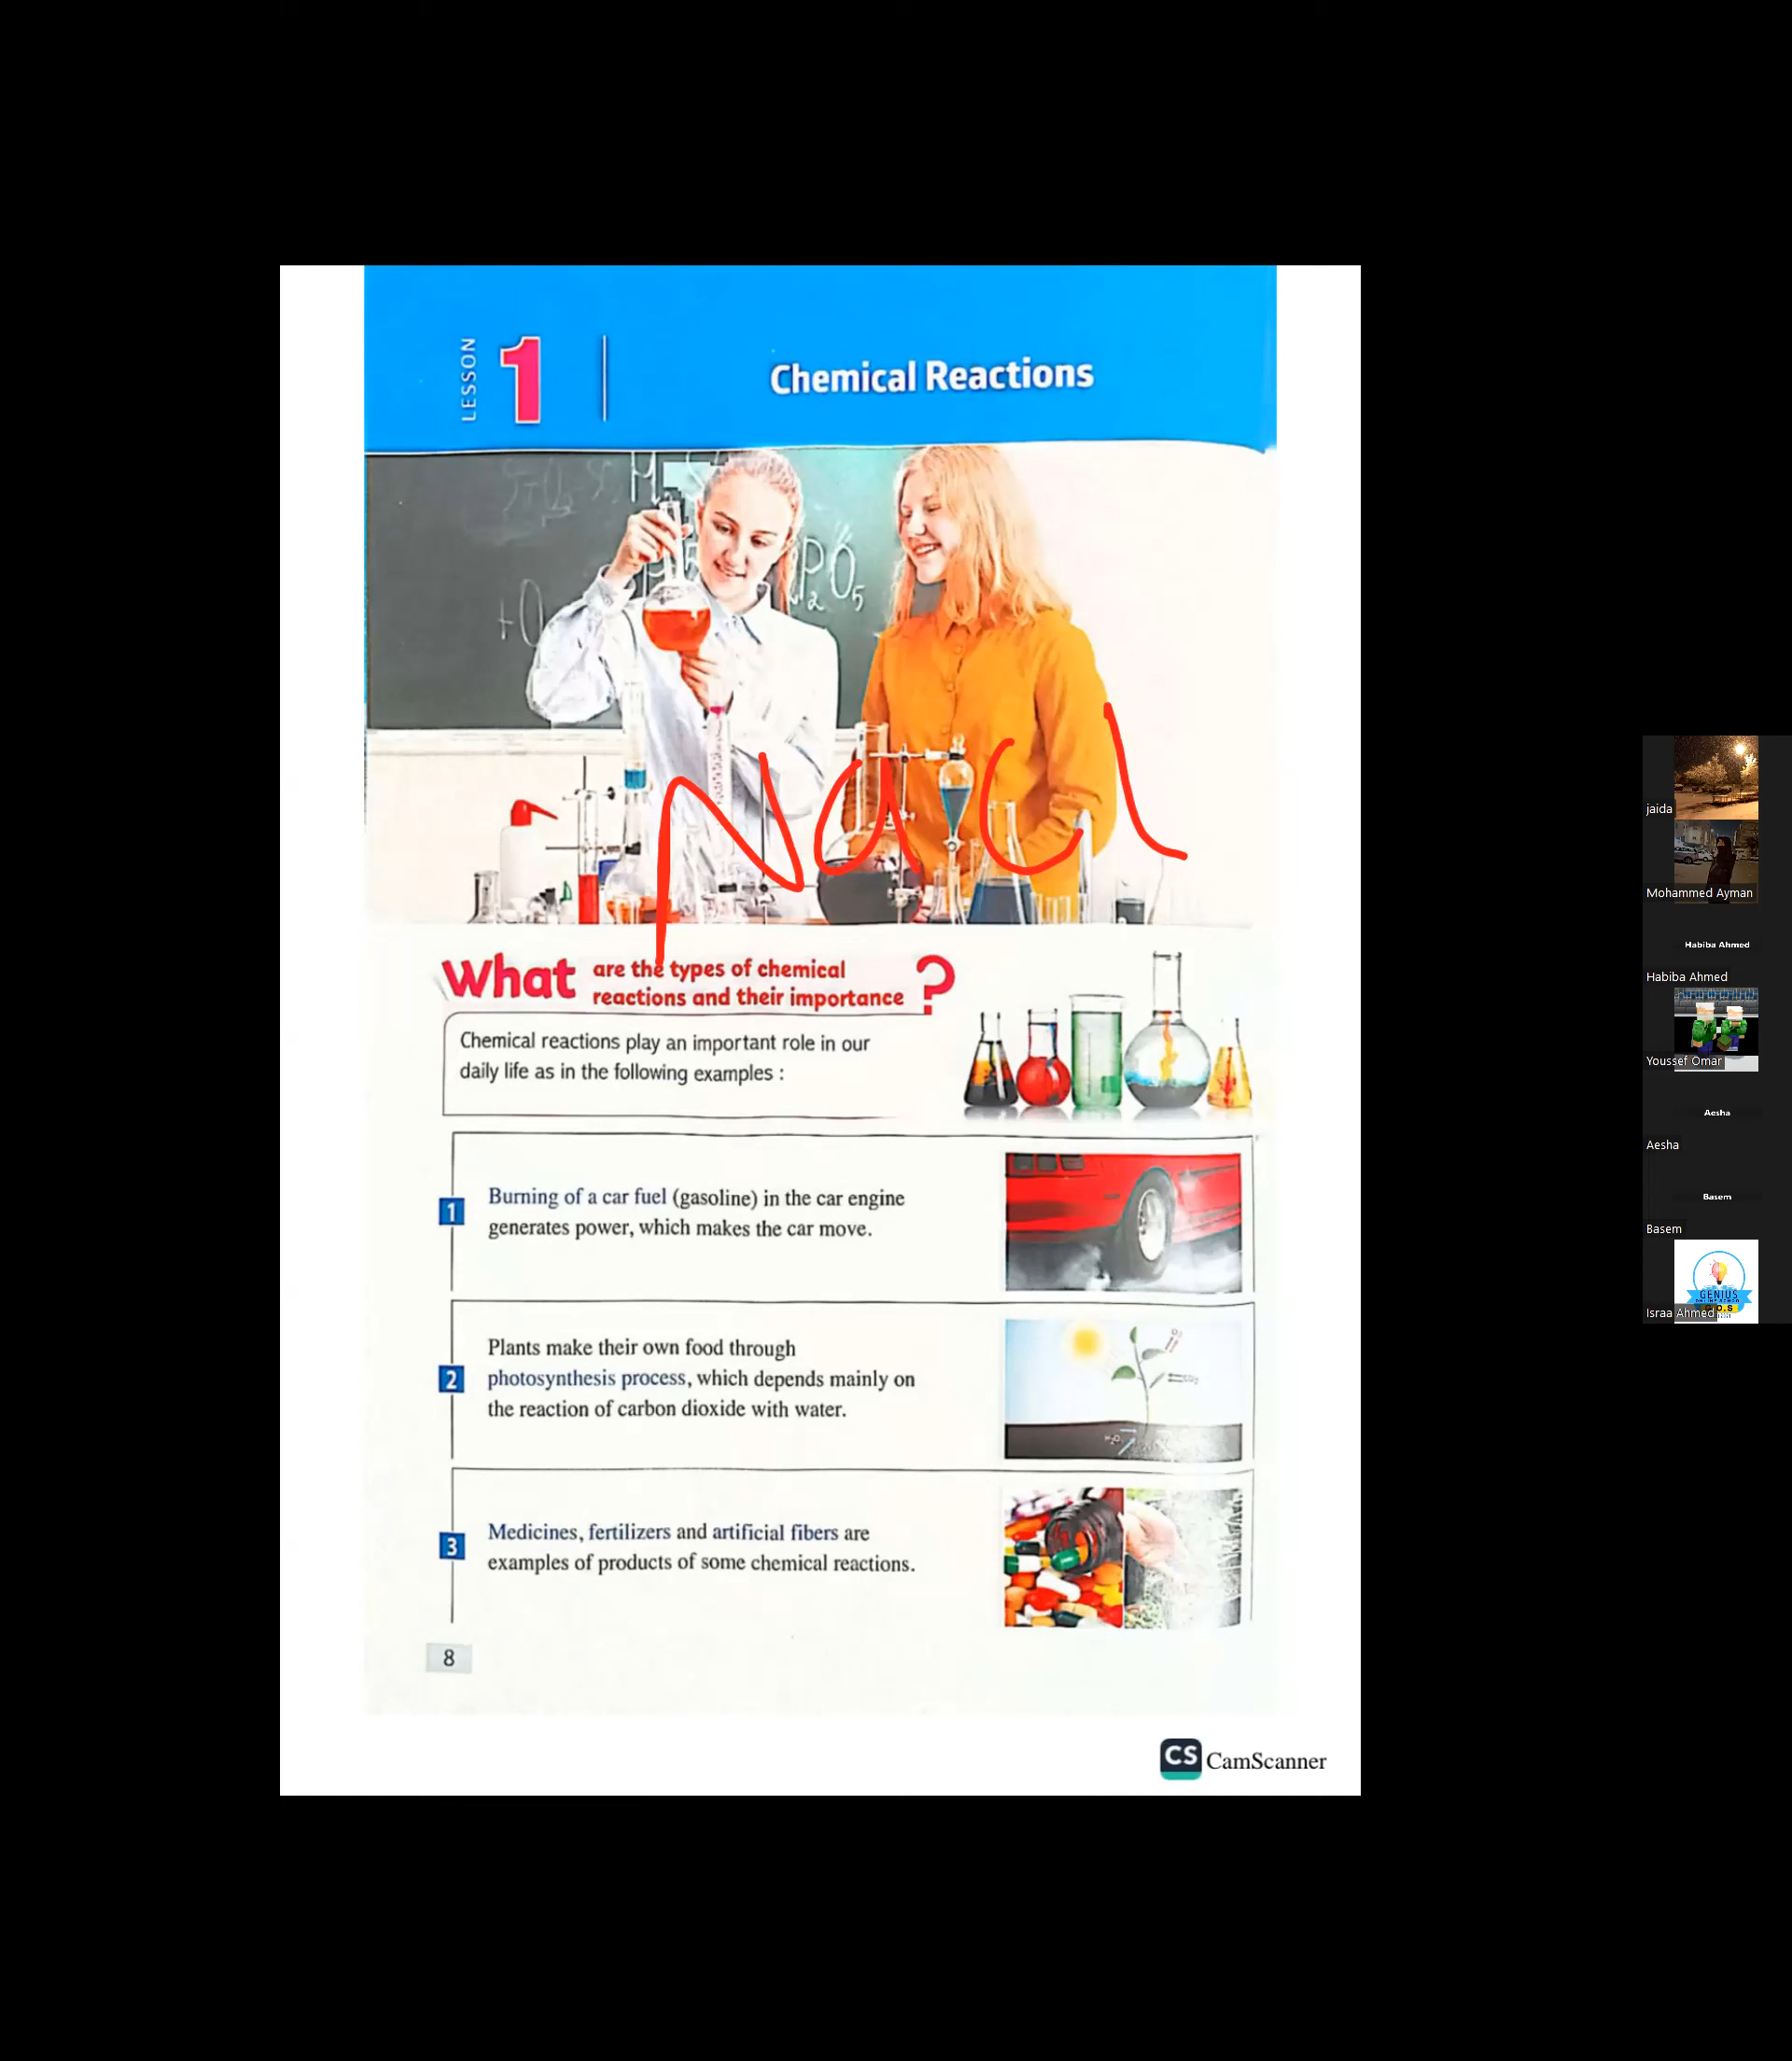 LESSON
1
Chemical Reactions
P2O5
+O
NaCl
What are the types of chemical
reactions and their importance ?
Chemical reactions play an important role in our
daily life as in the following examples :
1
Burning of a car fuel (gasoline) in the car engine
generates power, which makes the car move.
2
Plants make their own food through
photosynthesis process, which depends mainly on
the reaction of carbon dioxide with water.
O2
CO2
H2O
3
Medicines, fertilizers and artificial fibers are
examples of products of some chemical reactions.
8
CS CamScanner
jaida
Mohammed Ayman
Habiba Ahmed
Habiba Ahmed
Youssef Omar
Aesha
Aesha
Basem
Basem
GENIUS
Israa Ahmed